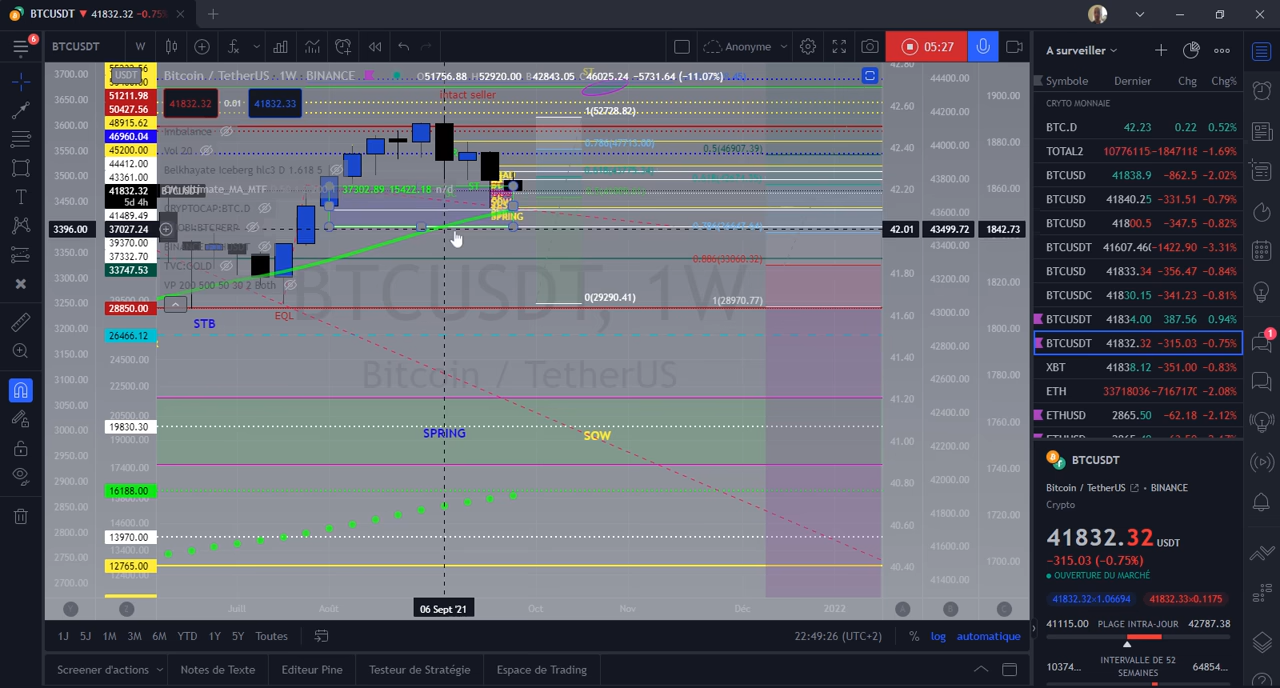 BTCUSDT ▼ 41832.32 −0.75%
6
BTCUSDT
W
Anonyme
05:27
A surveiller
USDT
Bitcoin / TetherUS · 1W · BINANCE
O51756.88 H52920.00 B42843.05 S46025.24 −5731.64 (−11.07%)
intact seller
41832.32
0.01
41832.33
Imbalance
Vol 20
Belkhayate Iceberg hlc3 D 1.618 5
CM_Ultimate_MA_MTF
37302.89 15422.18 n/d
CRYPTOCAP:BTC.D
HUOBI:BTCPERP
TVC:GOLD
VP 200 500 50 30 2 Both
1(52728.82)
0.786(47715.00)
0.5(46907.39)
0.886(33060.32)
0(29290.41)
1(28970.77)
ST
SPRING
EQL
STB
SPRING
SOW
BTCUSDT, 1W
Bitcoin / TetherUS
3700.00
3650.00
3600.00
3550.00
3500.00
3450.00
3396.00
3350.00
3300.00
3250.00
3200.00
3150.00
3100.00
3050.00
3000.00
2950.00
2900.00
2850.00
2800.00
2750.00
2700.00
51211.98
50427.56
48915.62
46960.04
45200.00
44412.00
43361.00
41832.32
5d 4h
41489.49
37027.24
39370.00
37332.70
33747.53
28850.00
26466.12
24500.00
22500.00
20500.00
19830.30
19000.00
17400.00
16188.00
14600.00
13970.00
13400.00
12765.00
42.80
42.60
42.40
42.20
42.01
41.80
41.60
41.40
41.20
41.00
40.80
40.60
40.40
44400.00
44200.00
44000.00
43800.00
43600.00
43499.72
43400.00
43200.00
43000.00
42800.00
42600.00
42400.00
42200.00
42000.00
41800.00
41600.00
41400.00
1900.00
1880.00
1860.00
1842.73
1820.00
1800.00
1780.00
1760.00
1740.00
1720.00
1700.00
Juill
Août
06 Sept '21
Oct
Nov
Déc
2022
A
B
C
1J 5J 1M 3M 6M YTD 1Y 5Y Toutes
22:49:26 (UTC+2)
% log automatique
Screener d'actions
Notes de Texte
Editeur Pine
Testeur de Stratégie
Espace de Trading
Symbole Dernier Chg Chg%
CRYTO MONNAIE
BTC.D 42.23 0.22 0.52%
TOTAL2 10776115 −1847118 −1.69%
BTCUSD 41838.9 −862.5 −2.02%
BTCUSD 41840.25 −331.51 −0.79%
BTCUSD 41800.5 −347.5 −0.82%
BTCUSDT 41607.46( −1422.90 −3.31%
BTCUSD 41833.34 −356.47 −0.84%
BTCUSDC 41830.15 −341.23 −0.81%
BTCUSDT 41834.00 387.56 0.94%
BTCUSDT 41832.32 −315.03 −0.75%
XBT 41838.12 −351.00 −0.83%
ETH 33718036 −716717( −2.08%
ETHUSD 2865.50 −62.18 −2.12%
1
BTCUSDT
Bitcoin / TetherUS • BINANCE
Crypto
41832.32 USDT
−315.03 (−0.75%)
OUVERTURE DU MARCHÉ
41832.32×1.06694 41832.33×0.1175
41115.00 PLAGE INTRA-JOUR 42787.38
10374... INTERVALLE DE 52 SEMAINES 64854...